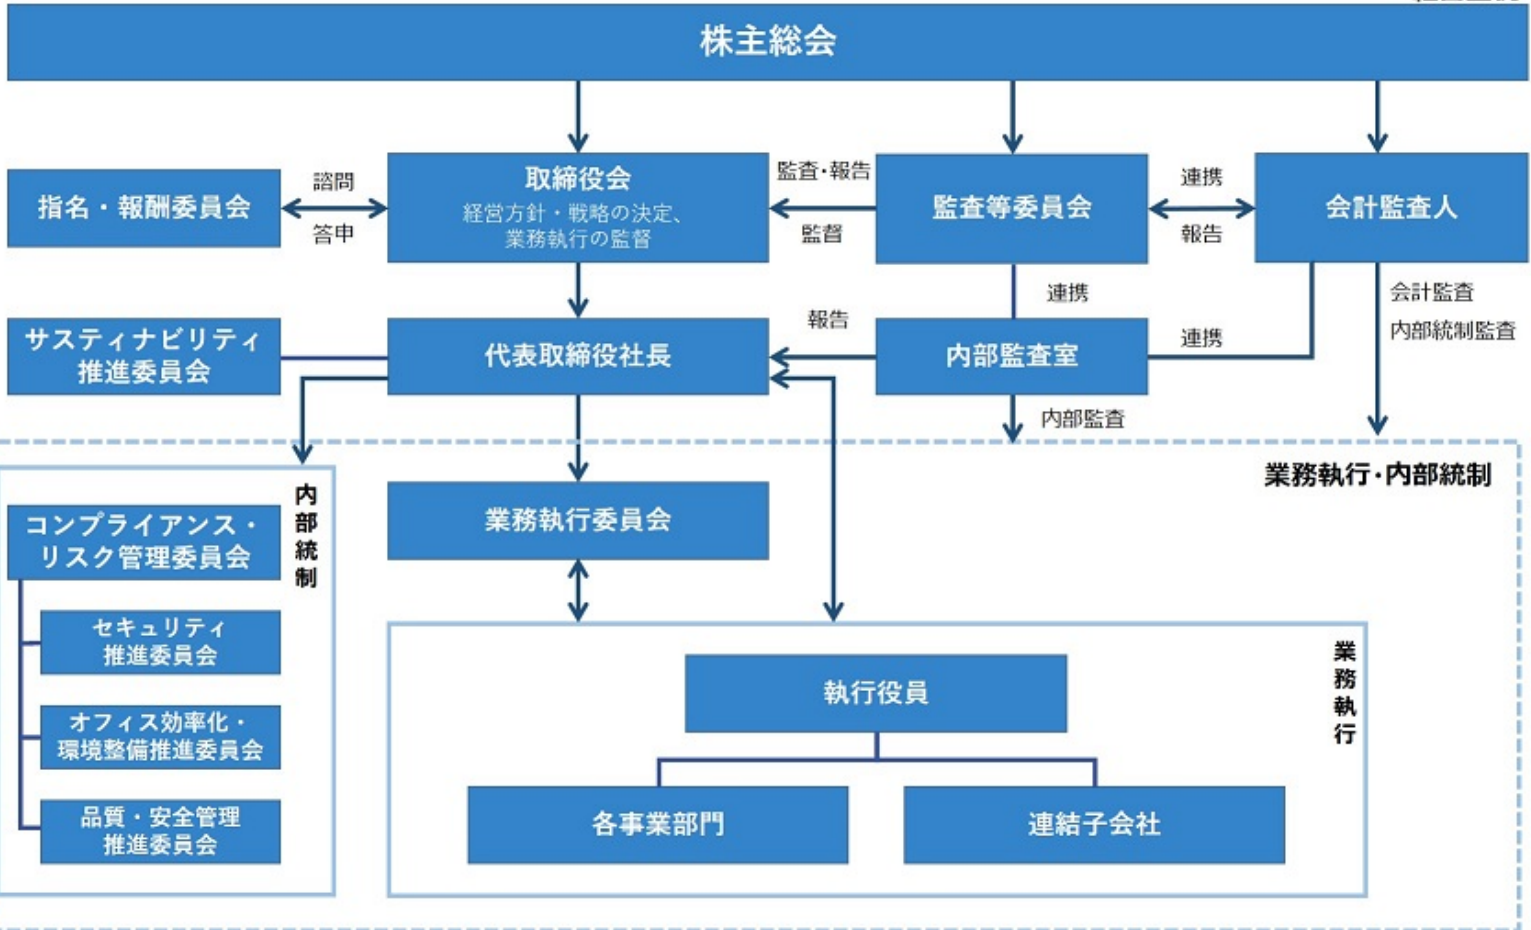 株主総会
諮問
答申
指名・報酬委員会
取締役会
経営方針・戦略の決定、
業務執行の監督
監査・報告
監督
監査等委員会
連携
報告
会計監査人
連携
会計監査
内部統制監査
サスティナビリティ
推進委員会
代表取締役社長
報告
内部監査室
連携
内部監査
業務執行・内部統制
内部統制
コンプライアンス・
リスク管理委員会
セキュリティ
推進委員会
オフィス効率化・
環境整備推進委員会
品質・安全管理
推進委員会
業務執行委員会
業務執行
執行役員
各事業部門
連結子会社